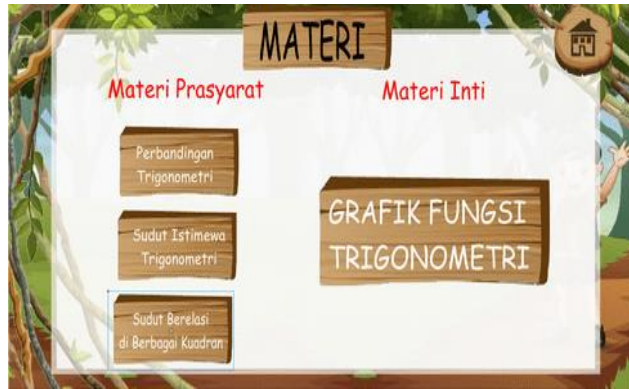 MATERI
Materi Prasyarat
Materi Inti
Perbandingan
Trigonometri
Sudut Istimewa
Trigonometri
Sudut Berelasi
di Berbagai Kuadran
GRAFIK FUNGSI
TRIGONOMETRI